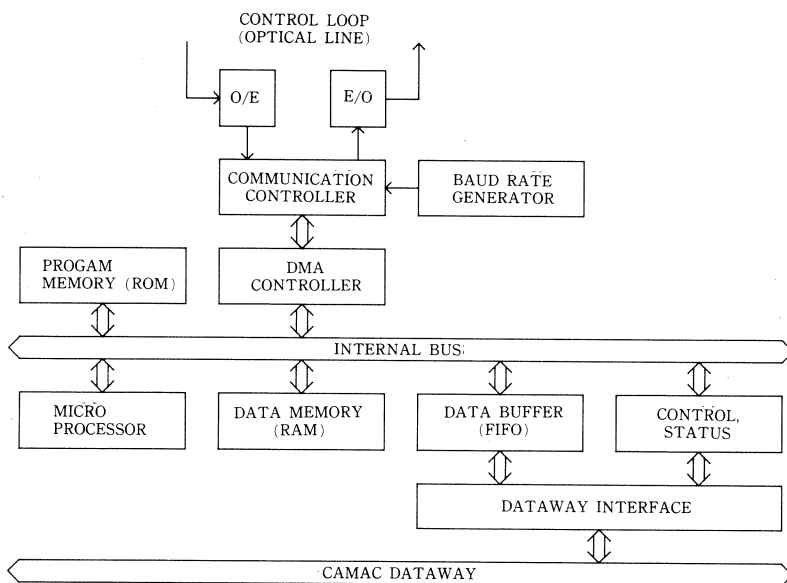 CONTROL LOOP
(OPTICAL LINE)
O/E
E/O
COMMUNICATION
CONTROLLER
BAUD RATE
GENERATOR
PROGAM
MEMORY (ROM)
DMA
CONTROLLER
INTERNAL BUS
MICRO
PROCESSOR
DATA MEMORY
(RAM)
DATA BUFFER
(FIFO)
CONTROL,
STATUS
DATAWAY INTERFACE
CAMAC DATAWAY